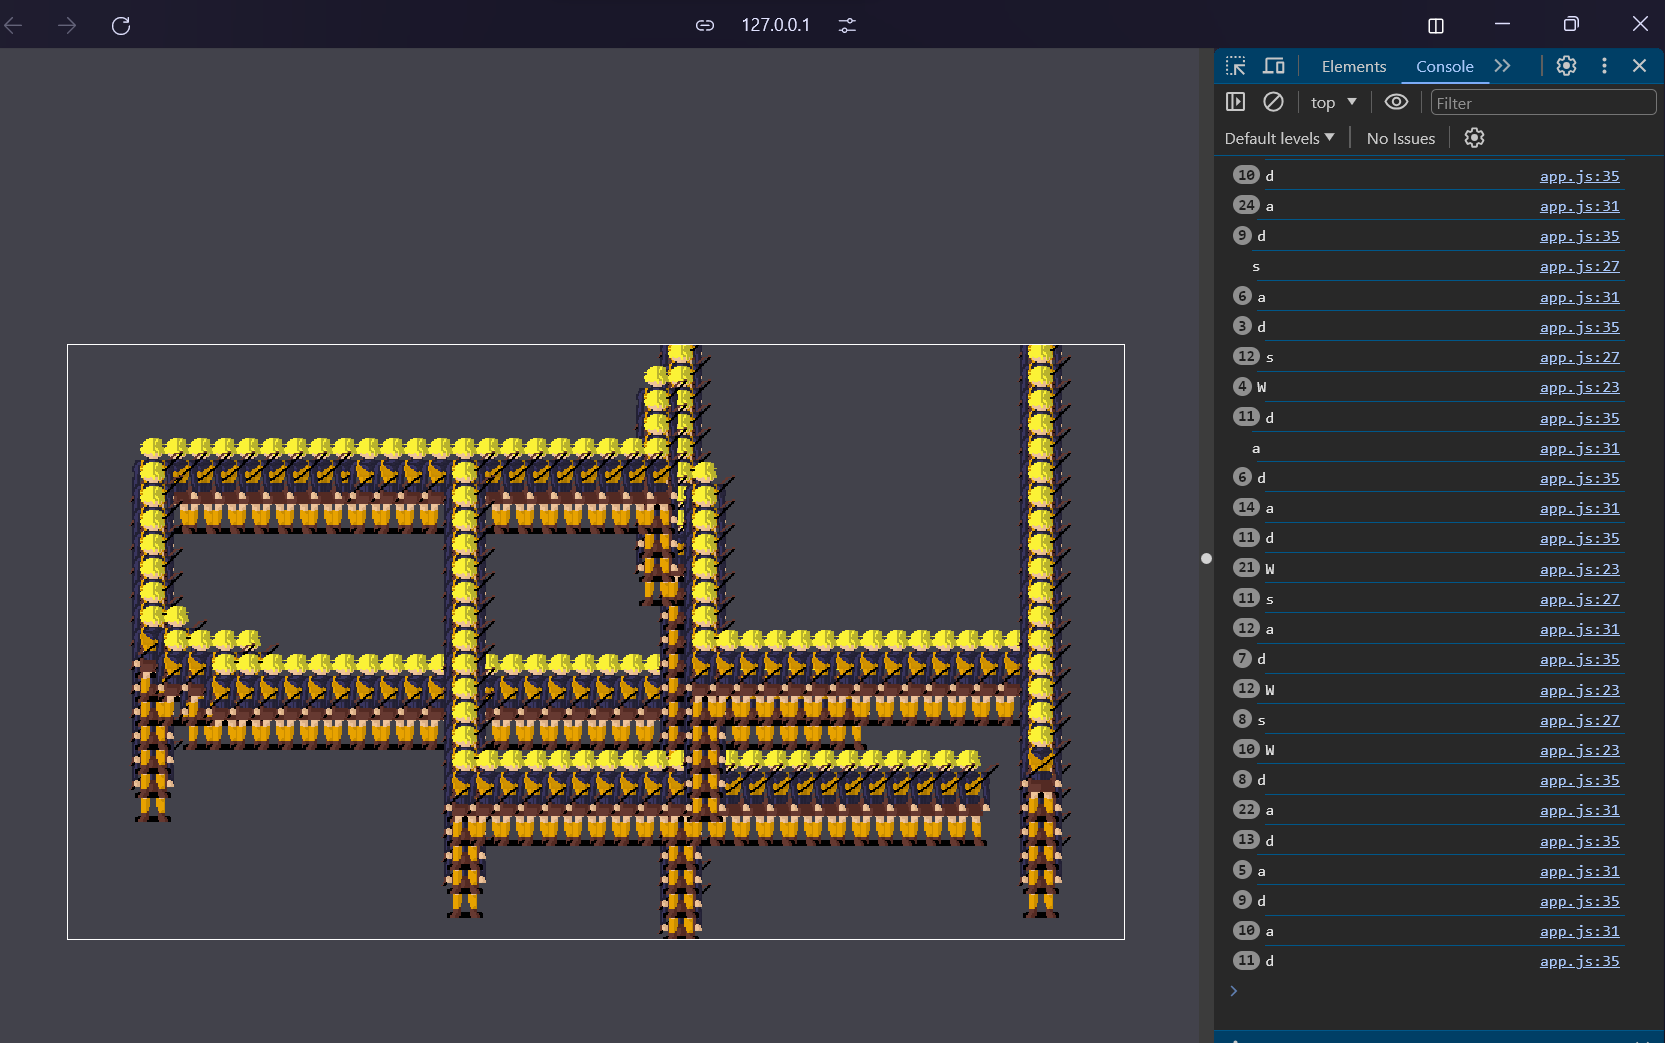 127.0.0.1
Elements Console
top Filter
Default levels No Issues
10 d app.js:35
24 a app.js:31
9 d app.js:35
s app.js:27
6 a app.js:31
3 d app.js:35
12 s app.js:27
4 W app.js:23
11 d app.js:35
a app.js:31
6 d app.js:35
14 a app.js:31
11 d app.js:35
21 W app.js:23
11 s app.js:27
12 a app.js:31
7 d app.js:35
12 W app.js:23
8 s app.js:27
10 W app.js:23
8 d app.js:35
22 a app.js:31
13 d app.js:35
5 a app.js:31
9 d app.js:35
10 a app.js:31
11 d app.js:35